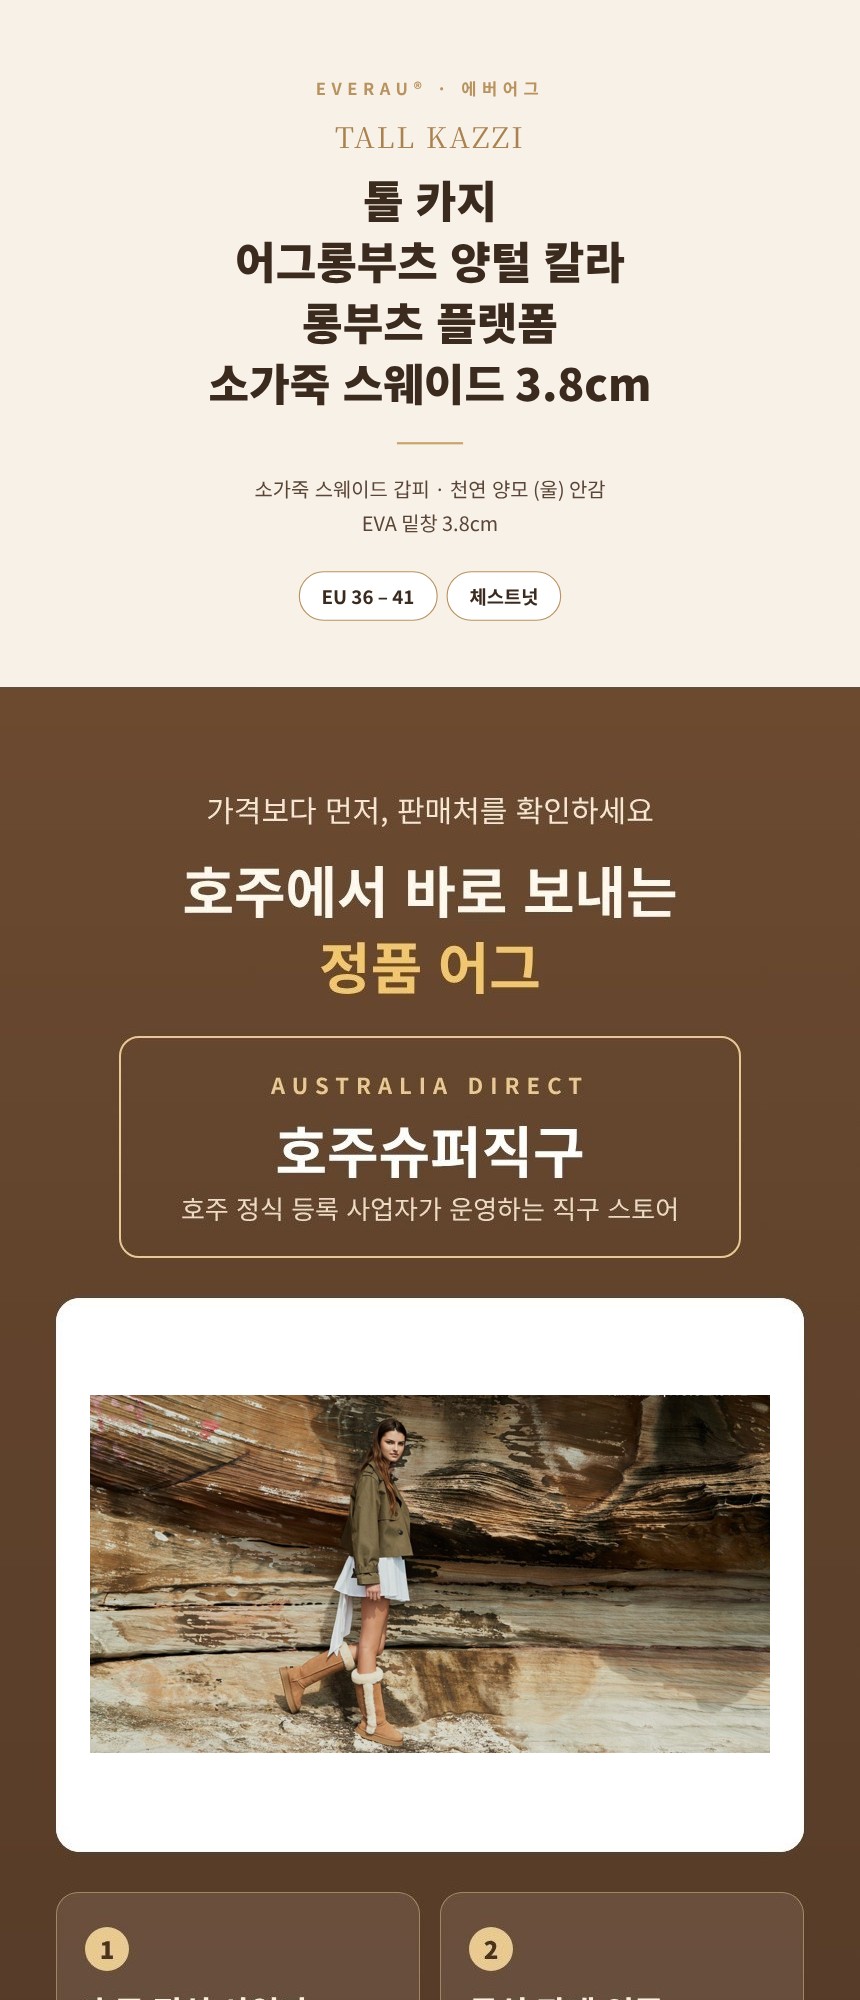 EVERAU® · 에버어그
TALL KAZZI
톨 카지
어그롱부츠 양털 칼라
롱부츠 플랫폼
소가죽 스웨이드 3.8cm
소가죽 스웨이드 갑피 · 천연 양모 (울) 안감
EVA 밑창 3.8cm
EU 36 – 41
체스트넛
가격보다 먼저, 판매처를 확인하세요
호주에서 바로 보내는
정품 어그
AUSTRALIA DIRECT
호주슈퍼직구
호주 정식 등록 사업자가 운영하는 직구 스토어
1
2